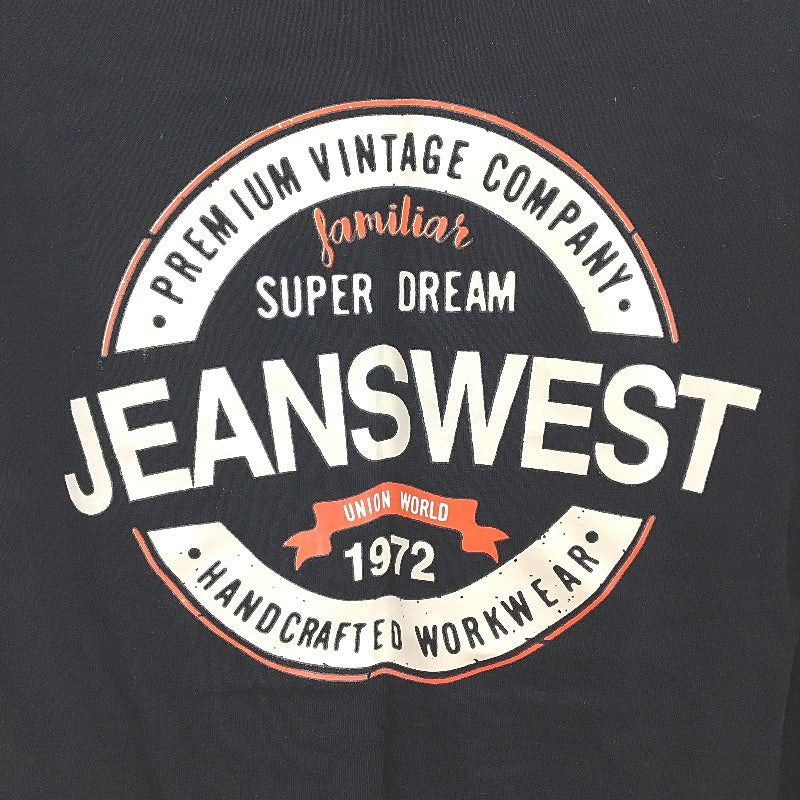 PREMIUM VINTAGE COMPANY
familiar
SUPER DREAM
JEANSWEST
UNION WORLD
1972
HANDCRAFTED WORKWEAR